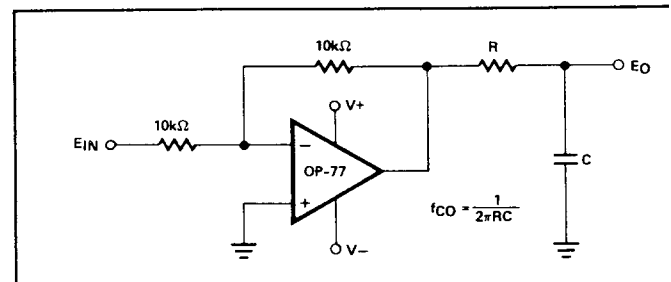 10kΩ
R
EO
V+
10kΩ
EIN
−
OP-77
C
+
fCO = 1
2πRC
V−